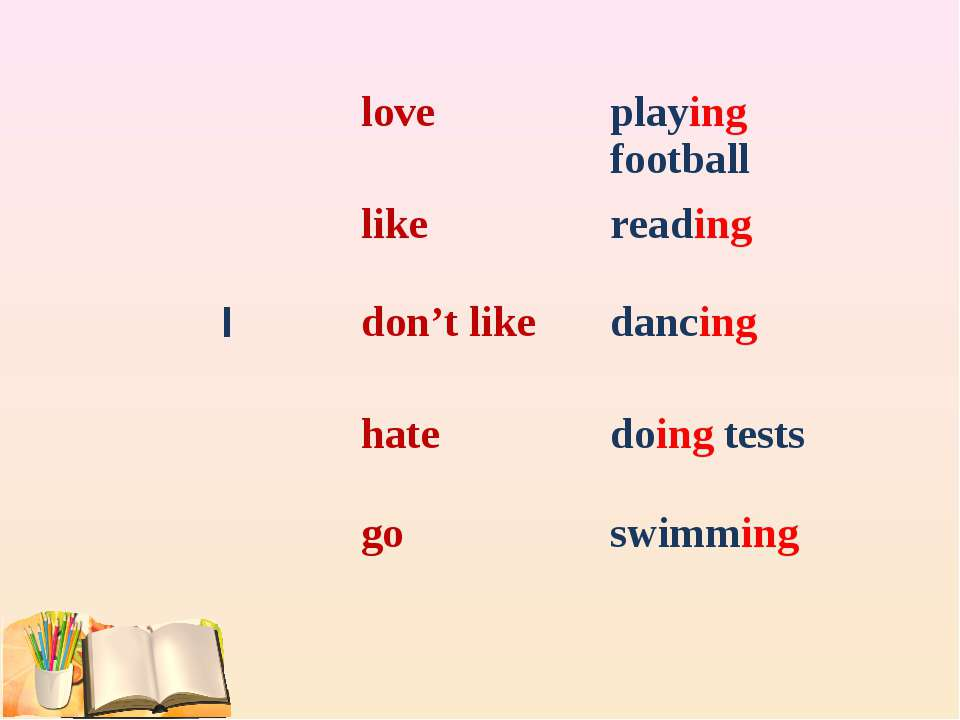 love playing
football
like reading
I don’t like dancing
hate doing tests
go swimming